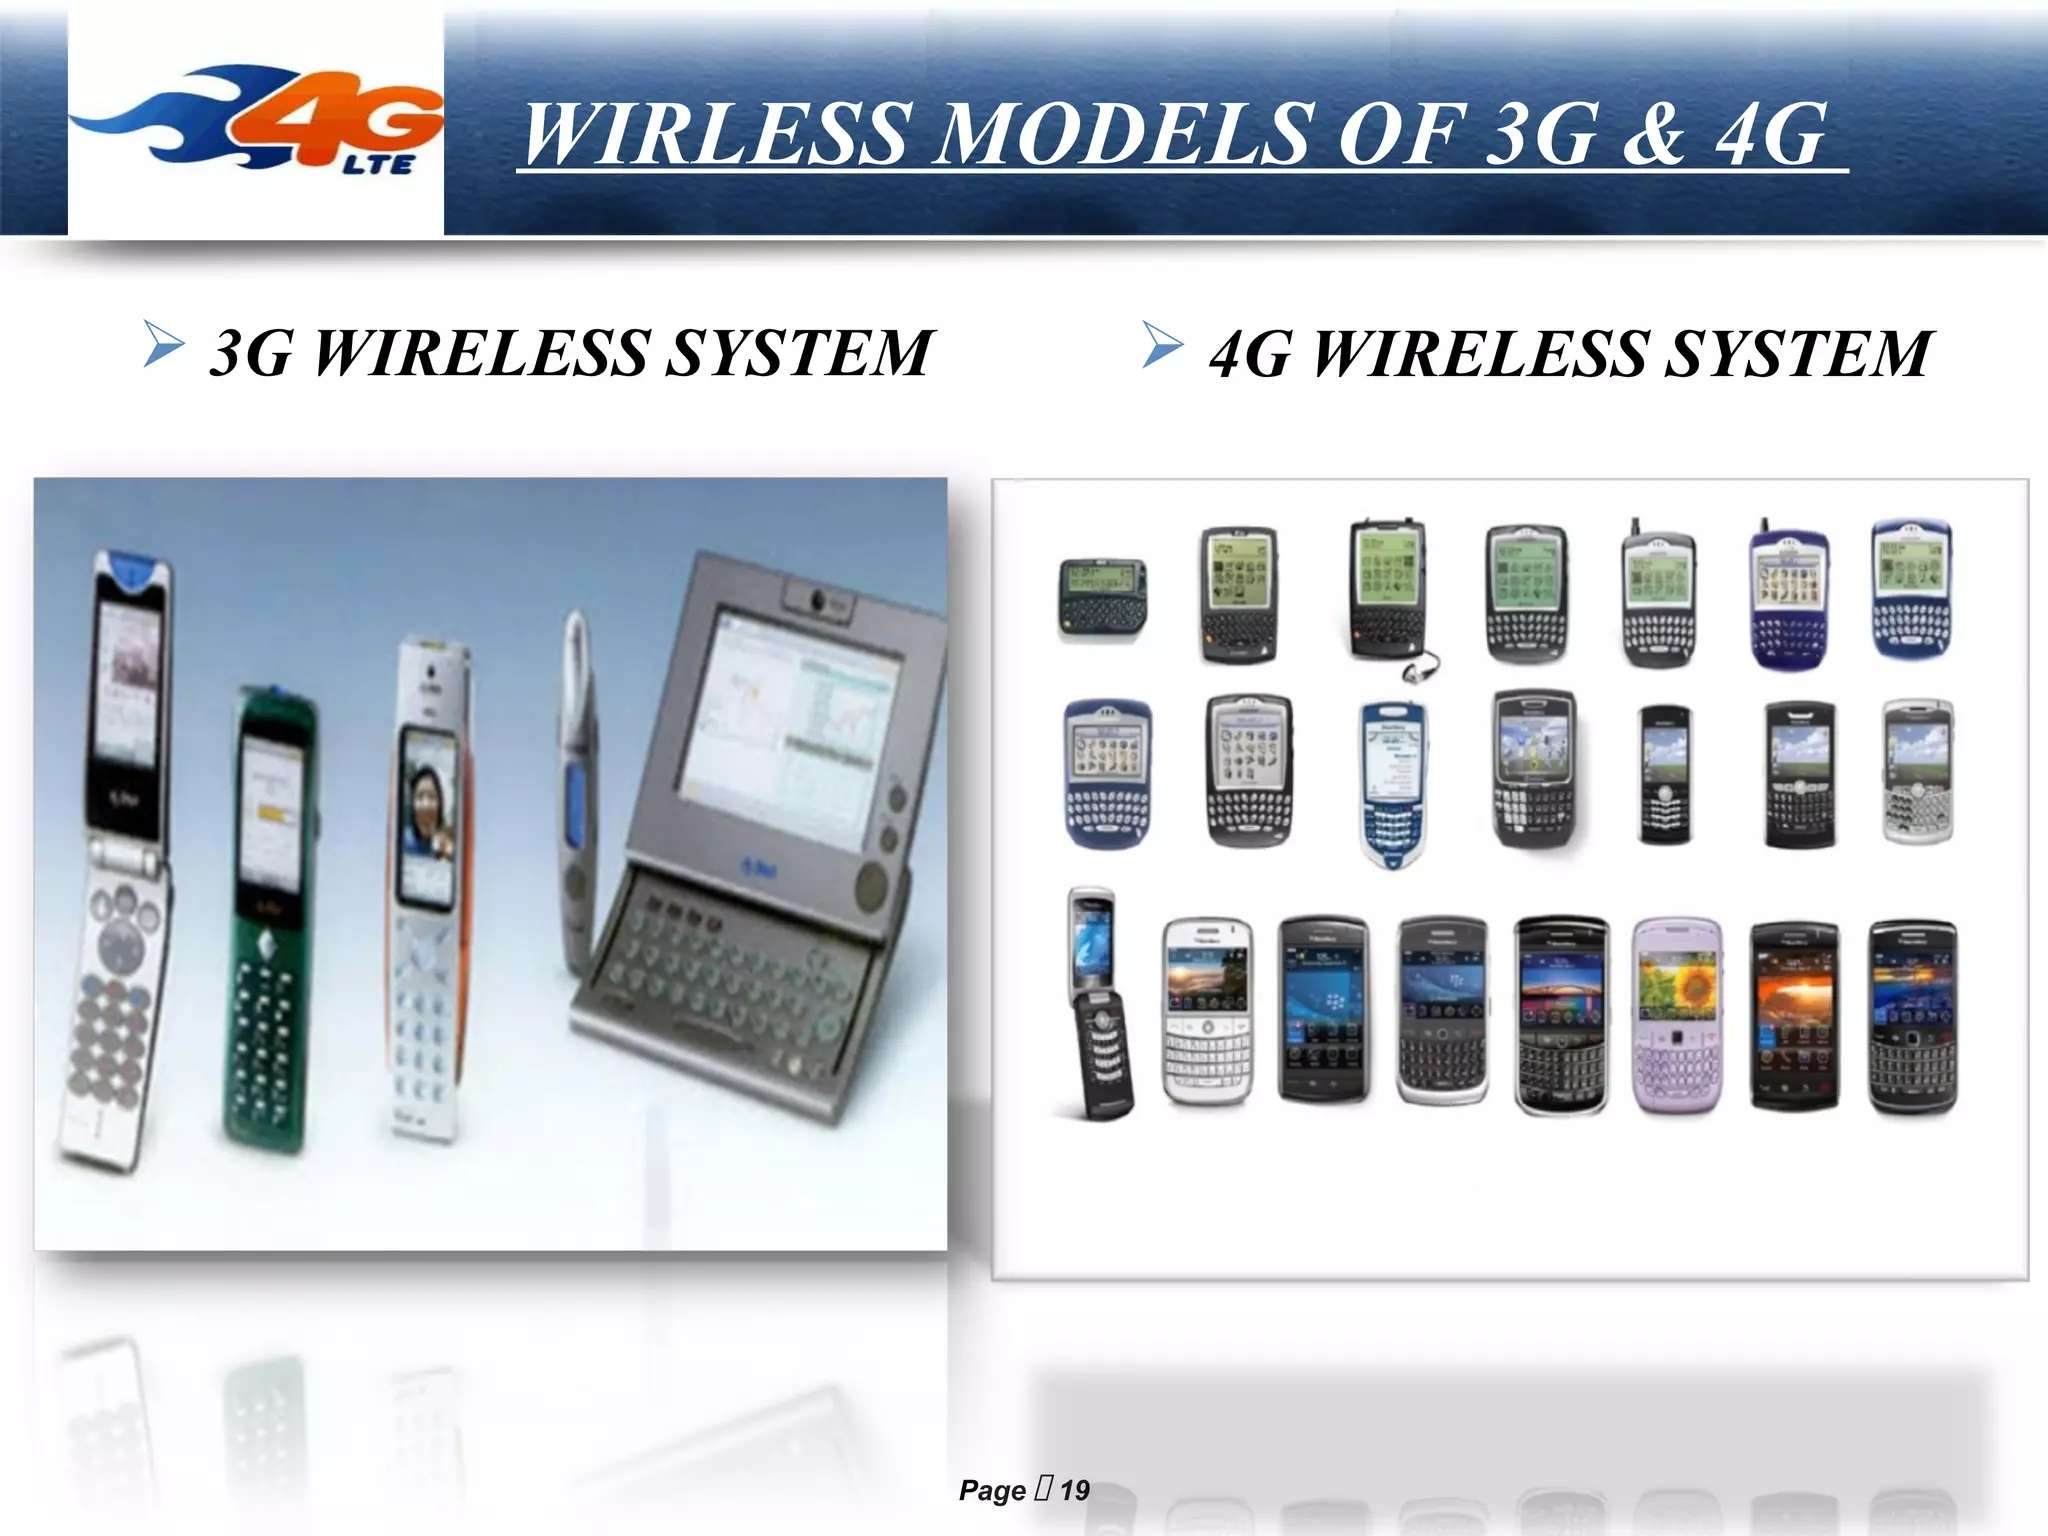 4G
LTE
WIRLESS MODELS OF 3G & 4G
3G WIRELESS SYSTEM
4G WIRELESS SYSTEM
Page 19